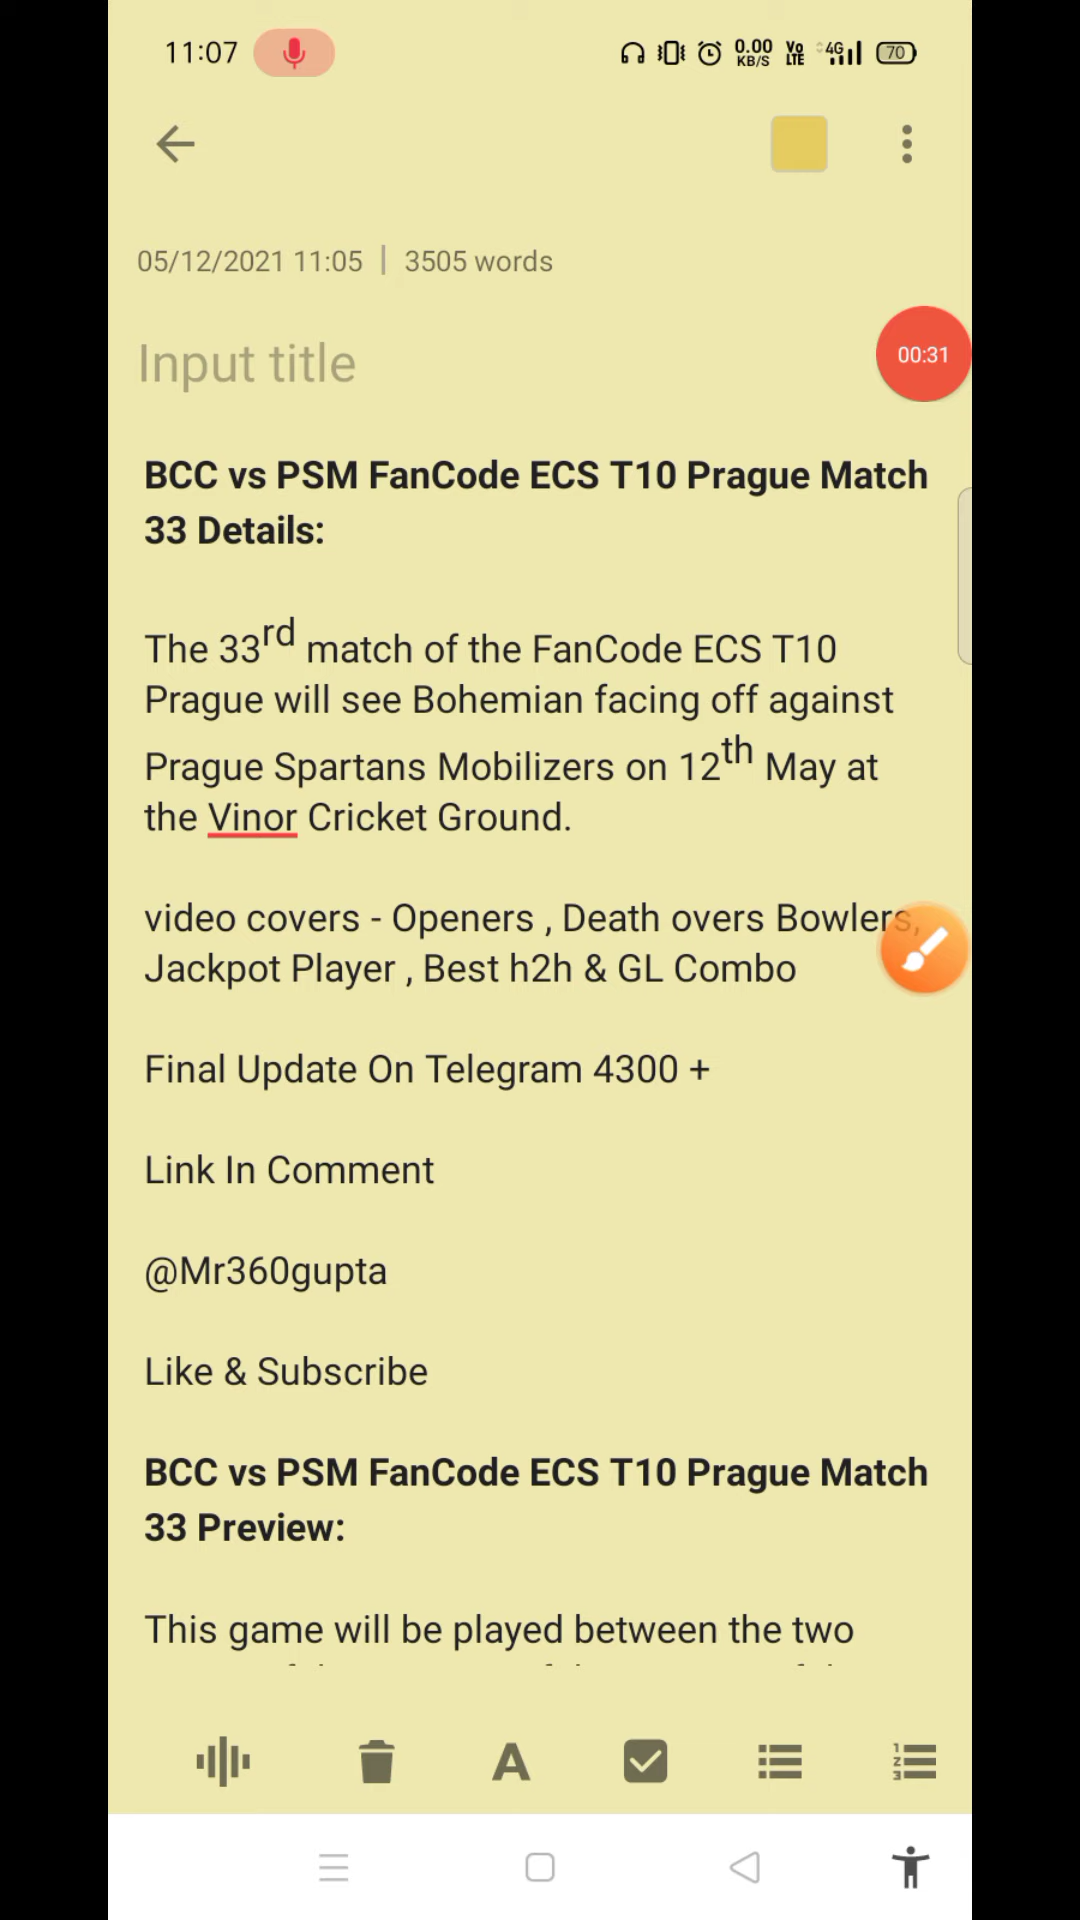 11:07 0.00 KB/S Vo LTE 4G 70
05/12/2021 11:05 | 3505 words
Input title
00:31
BCC vs PSM FanCode ECS T10 Prague Match
33 Details:
The 33rd match of the FanCode ECS T10
Prague will see Bohemian facing off against
Prague Spartans Mobilizers on 12th May at
the Vinor Cricket Ground.
video covers - Openers , Death overs Bowlers,
Jackpot Player , Best h2h & GL Combo
Final Update On Telegram 4300 +
Link In Comment
@Mr360gupta
Like & Subscribe
BCC vs PSM FanCode ECS T10 Prague Match
33 Preview:
This game will be played between the two
A